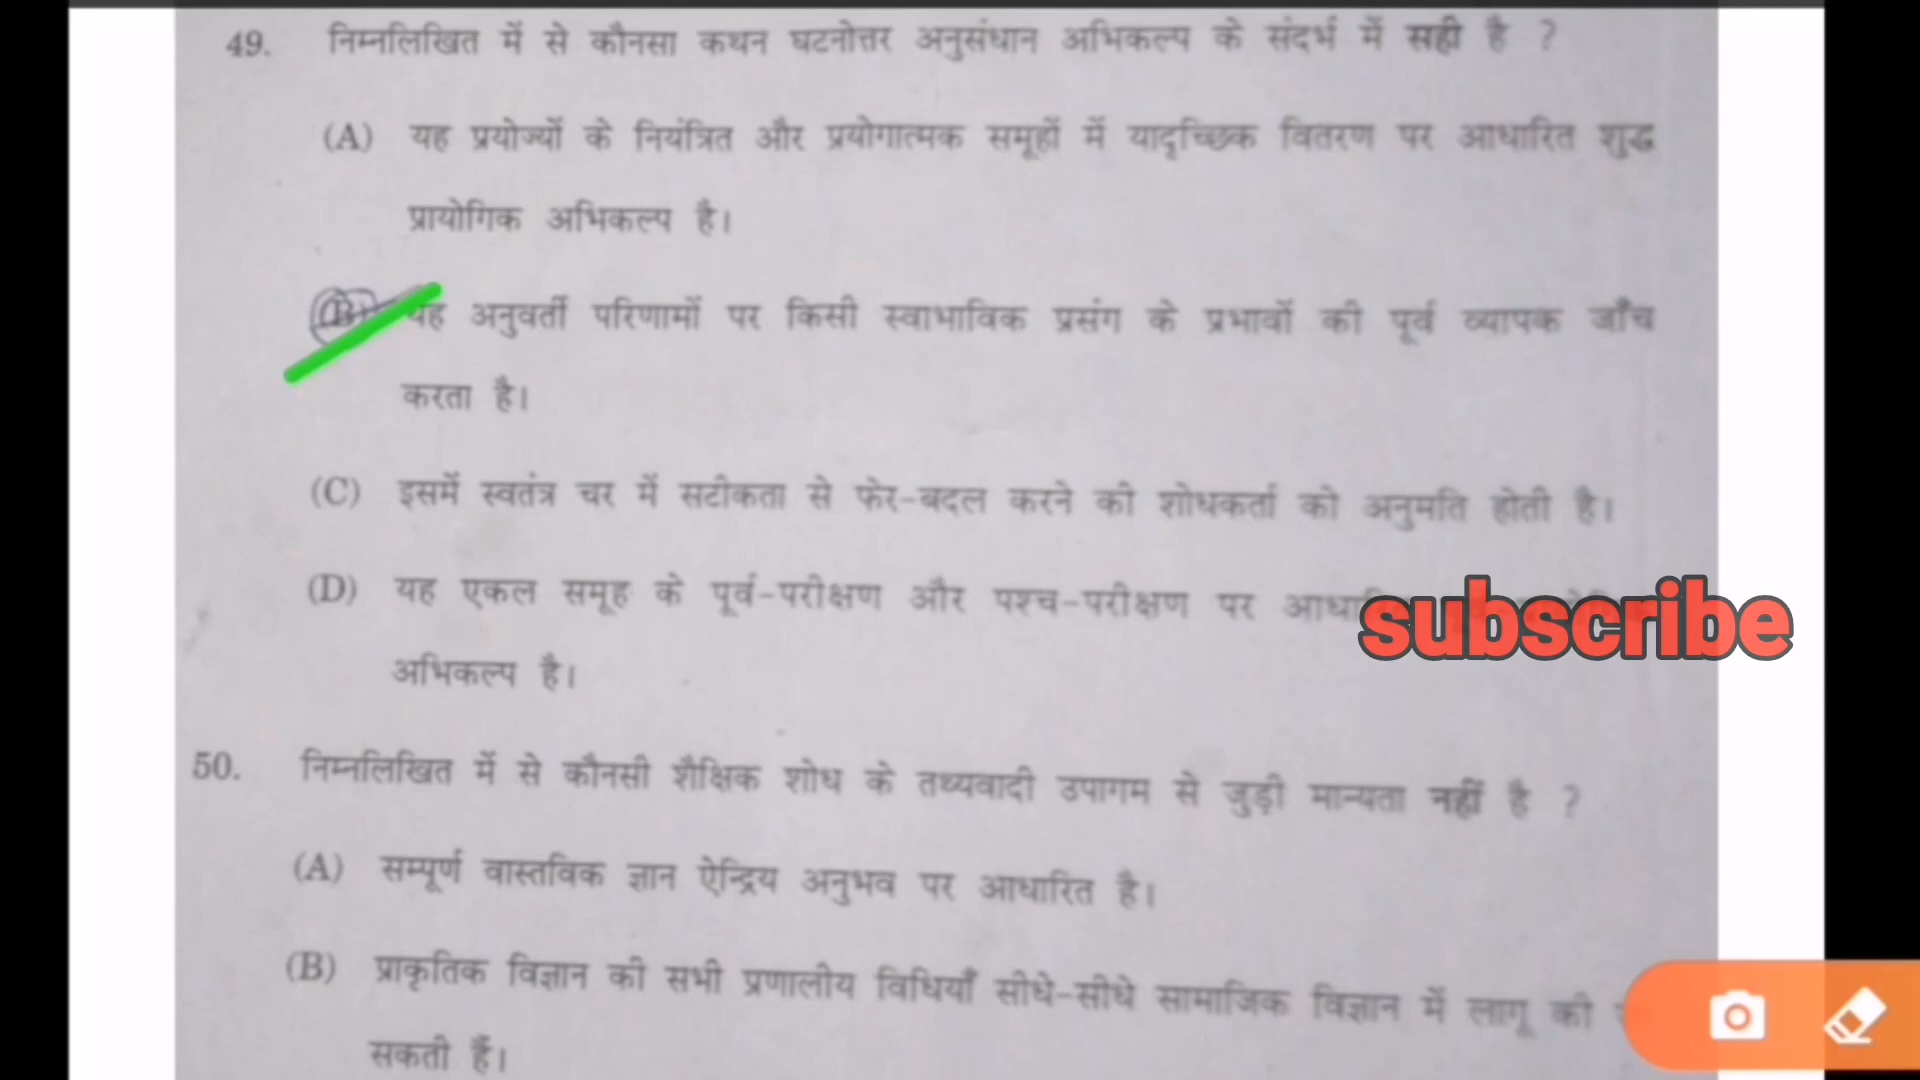 49. निम्नलिखित में से कौनसा कथन घटनोत्तर अनुसंधान अभिकल्प के संदर्भ में सही है ?
(A) यह प्रयोज्यों के नियंत्रित और प्रयोगात्मक समूहों में यादृच्छिक वितरण पर आधारित शुद्ध
प्रायोगिक अभिकल्प है।
(B) यह अनुवर्ती परिणामों पर किसी स्वाभाविक प्रसंग के प्रभावों की पूर्व व्यापक जाँच
करता है।
(C) इसमें स्वतंत्र चर में सटीकता से फेर-बदल करने की शोधकर्ता को अनुमति होती है।
(D) यह एकल समूह के पूर्व-परीक्षण और पश्च-परीक्षण पर
subscribe
अभिकल्प है।
50. निम्नलिखित में से कौनसी शैक्षिक शोध के तथ्यवादी उपागम से जुड़ी मान्यता नहीं है ?
(A) सम्पूर्ण वास्तविक ज्ञान ऐन्द्रिय अनुभव पर आधारित है।
(B) प्राकृतिक विज्ञान की सभी प्रणालीय विधियाँ सीधे-सीधे सामाजिक विज्ञान में लागू की
सकती हैं।